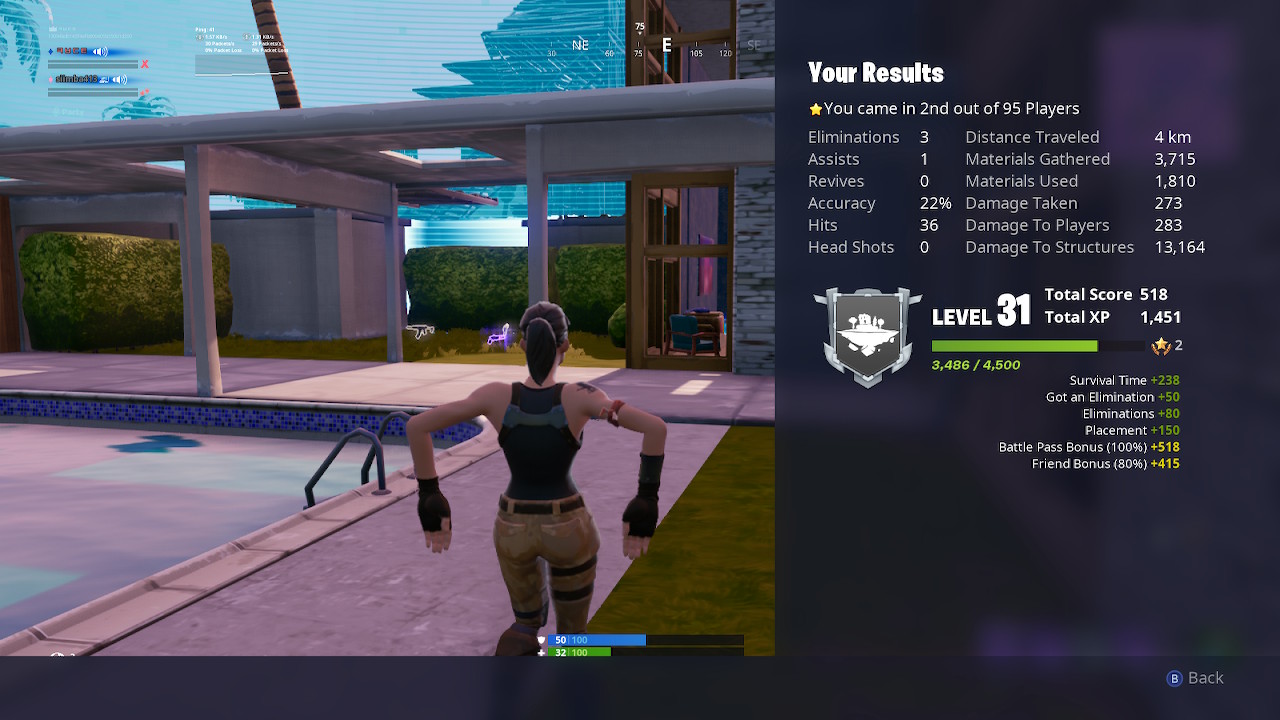 Ping: 41
slimbo413
75
NE E SE
30 60 75 105 120
Your Results
You came in 2nd out of 95 Players
Eliminations 3 Distance Traveled 4 km
Assists 1 Materials Gathered 3,715
Revives 0 Materials Used 1,810
Accuracy 22% Damage Taken 273
Hits 36 Damage To Players 283
Head Shots 0 Damage To Structures 13,164
LEVEL 31
Total Score 518
Total XP 1,451
2
3,486 / 4,500
Survival Time +238
Got an Elimination +50
Eliminations +80
Placement +150
Battle Pass Bonus (100%) +518
Friend Bonus (80%) +415
50 | 100
32 | 100
B Back